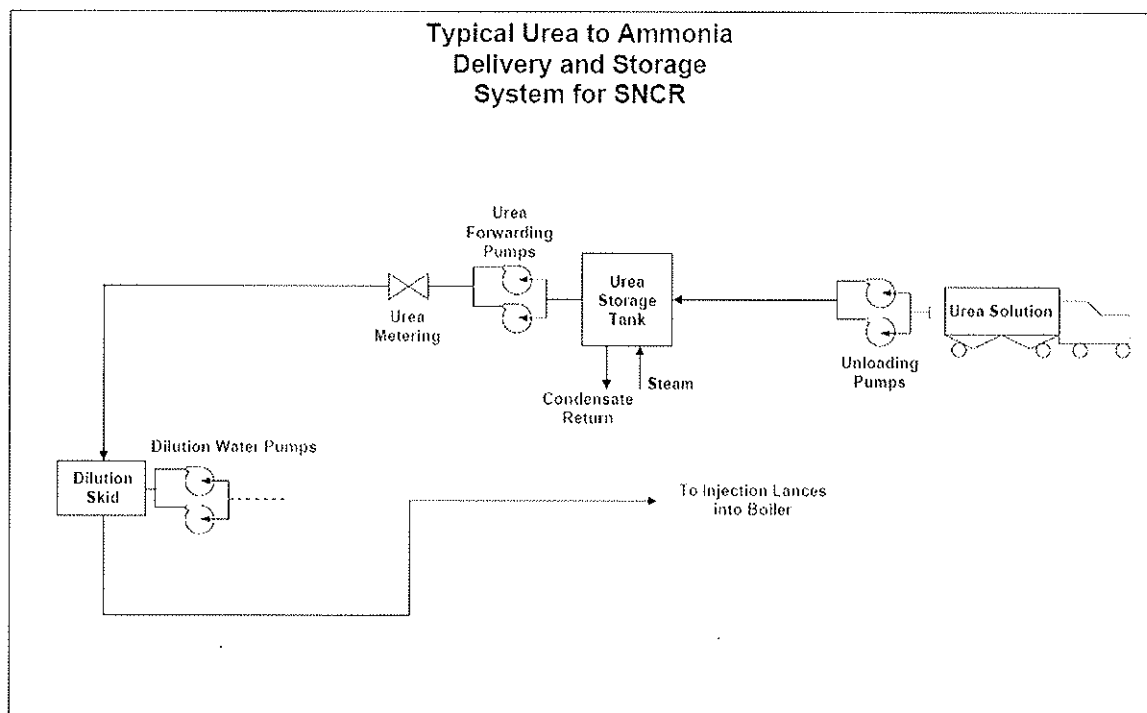 Typical Urea to Ammonia
Delivery and Storage
System for SNCR
Urea
Forwarding
Pumps
Urea
Metering
Urea
Storage
Tank
Steam
Condensate
Return
Unloading
Pumps
Urea Solution
Dilution Water Pumps
Dilution
Skid
To Injection Lances
into Boiler